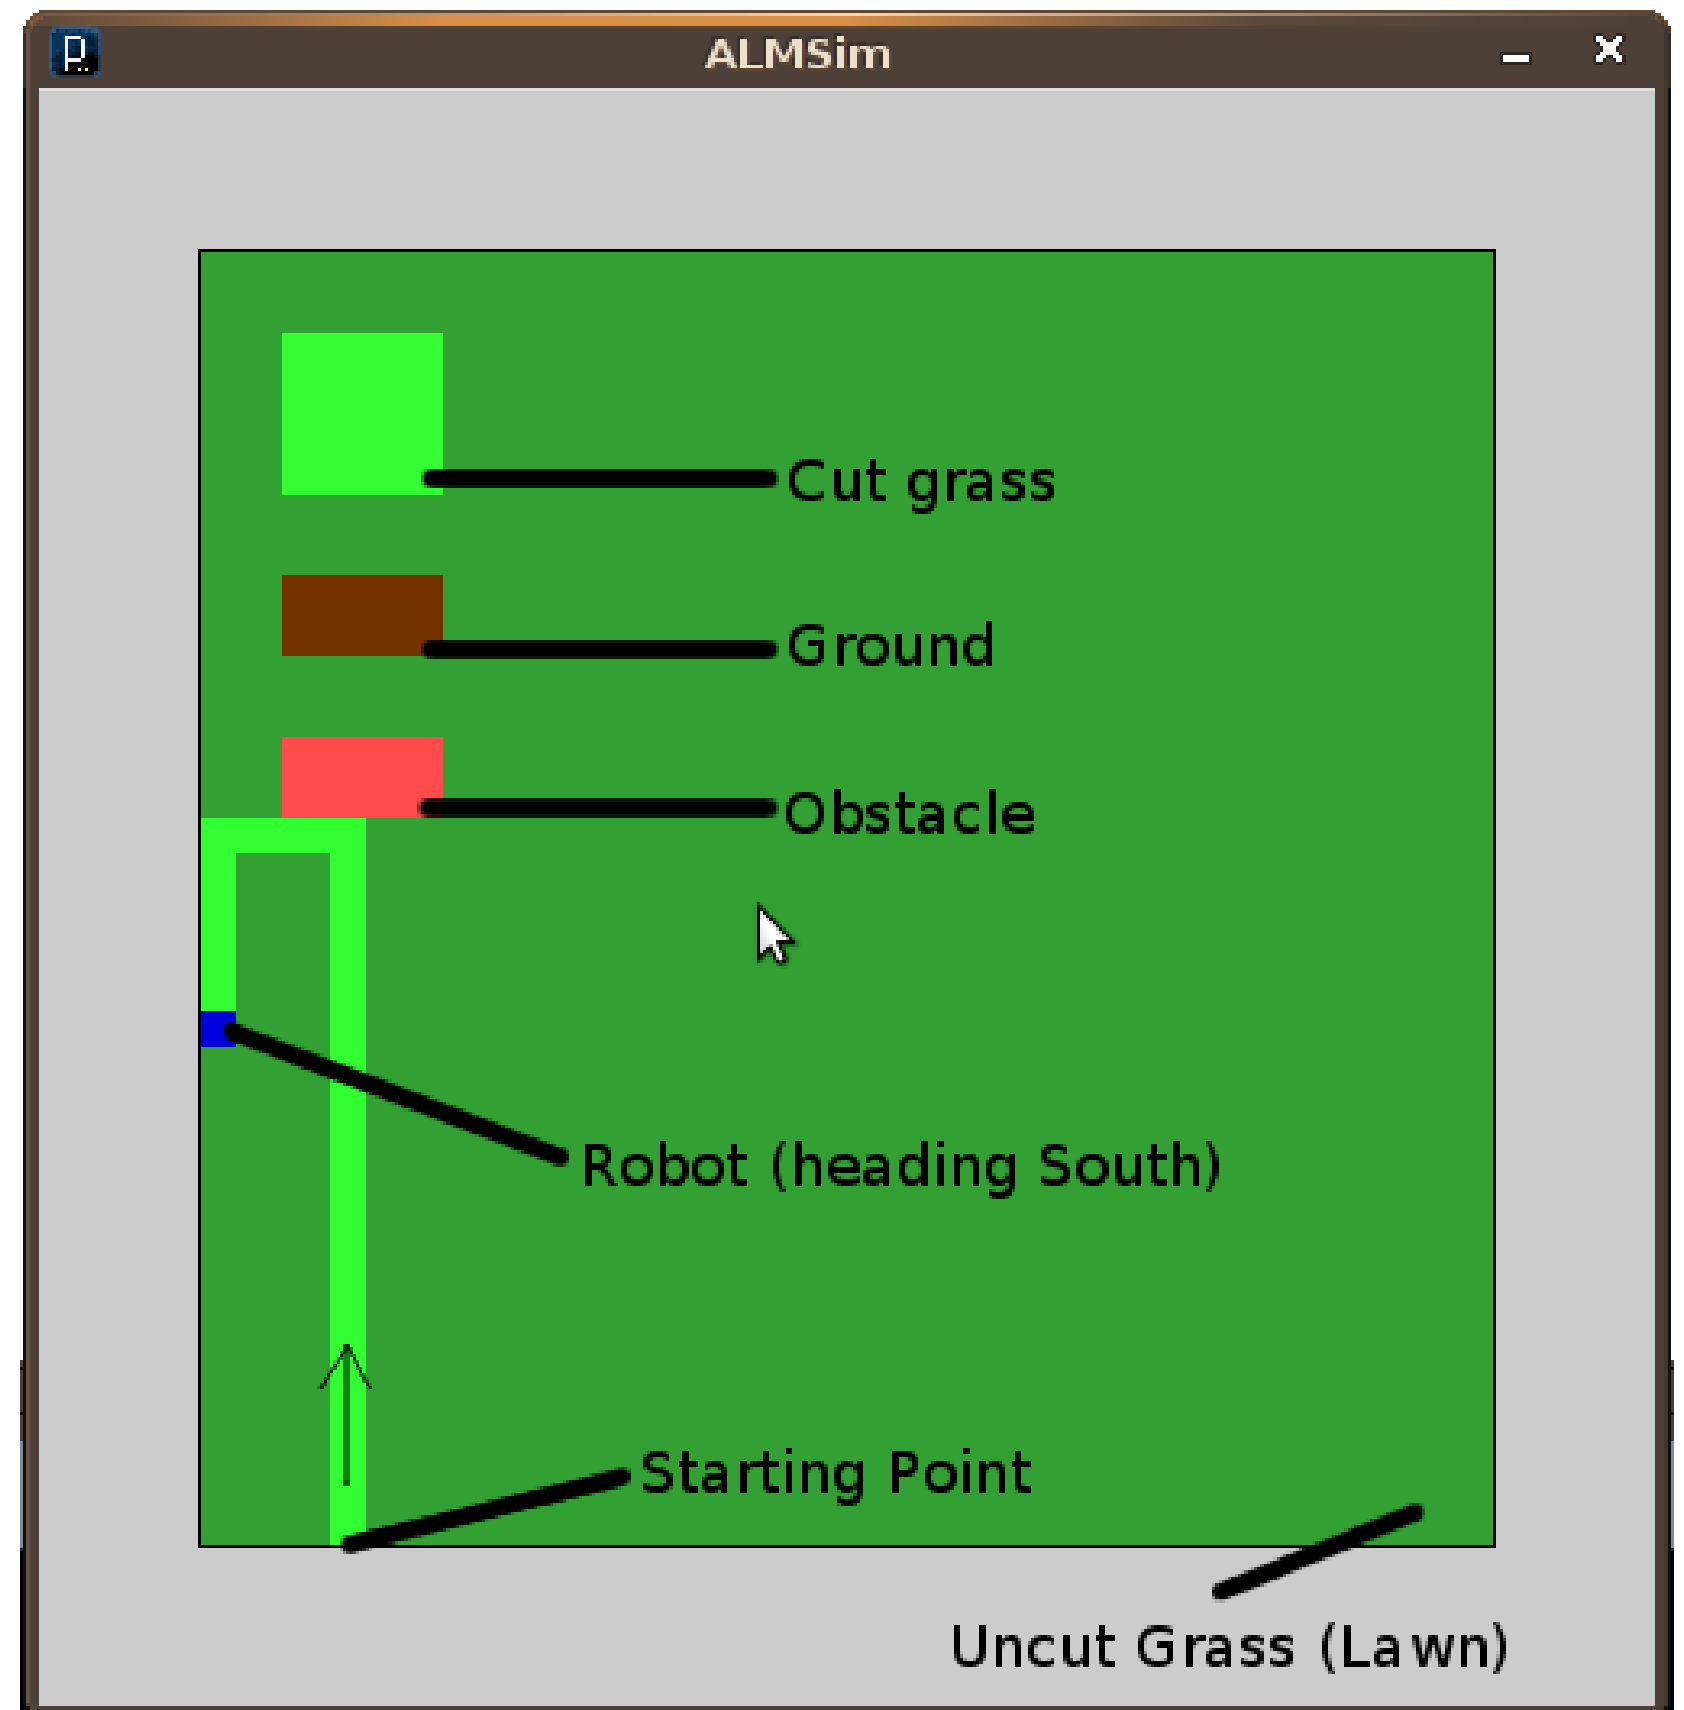 ALMSim
Cut grass
Ground
Obstacle
Robot (heading South)
Starting Point
Uncut Grass (Lawn)